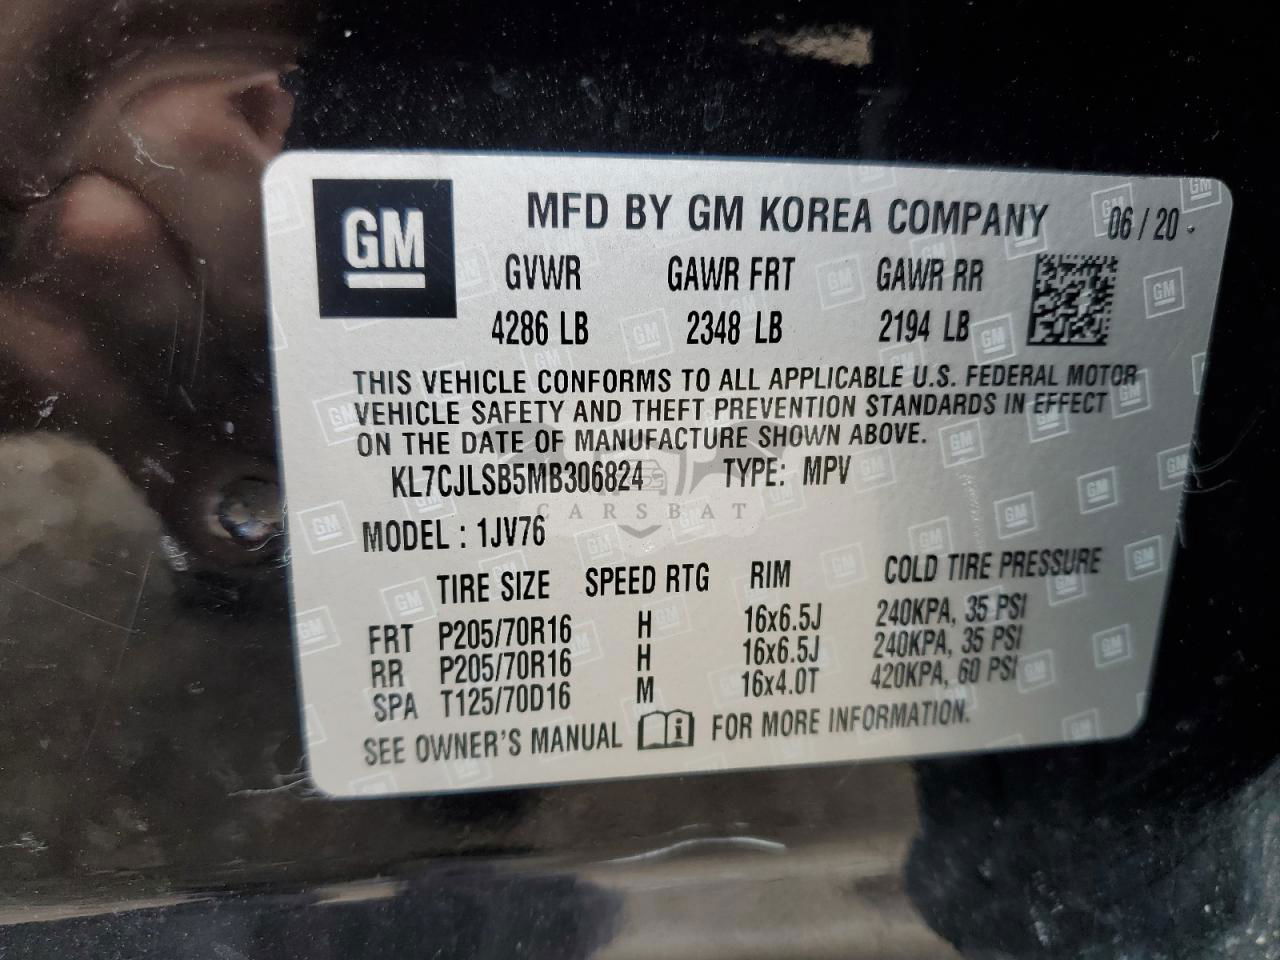 GM MFD BY GM KOREA COMPANY 06/20
GVWR GAWR FRT GAWR RR
4286 LB 2348 LB 2194 LB
THIS VEHICLE CONFORMS TO ALL APPLICABLE U.S. FEDERAL MOTOR
VEHICLE SAFETY AND THEFT PREVENTION STANDARDS IN EFFECT
ON THE DATE OF MANUFACTURE SHOWN ABOVE.
KL7CJLSB5MB306824 TYPE: MPV
CARSBAT
MODEL: 1JV76
TIRE SIZE SPEED RTG RIM COLD TIRE PRESSURE
FRT P205/70R16 H 16x6.5J 240KPA, 35 PSI
RR P205/70R16 H 16x6.5J 240KPA, 35 PSI
SPA T125/70D16 M 16x4.0T 420KPA, 60 PSI
SEE OWNER'S MANUAL FOR MORE INFORMATION.